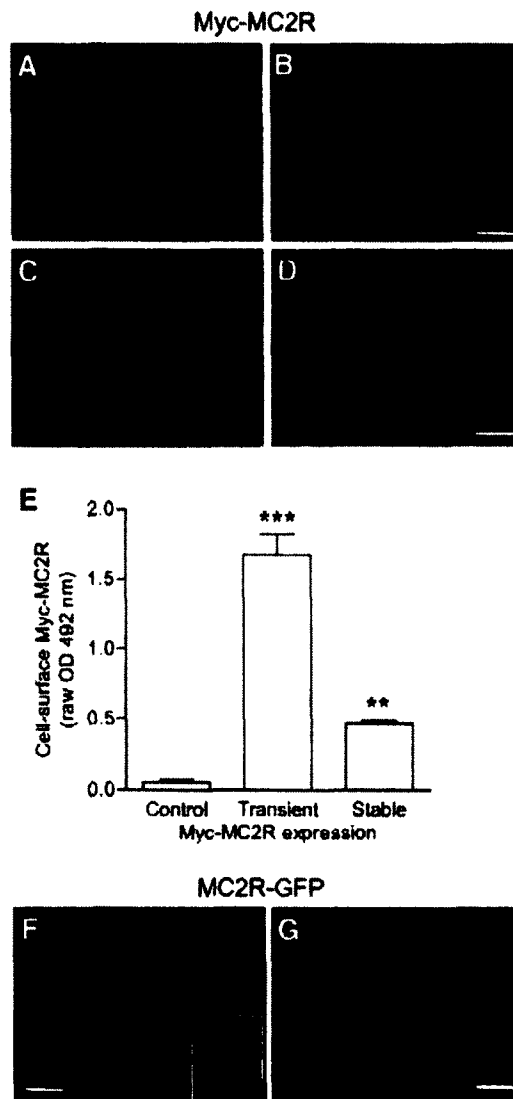 Myc-MC2R
A B
C D
E
2.0
1.5
1.0
0.5
0.0
***
**
Cell-surface Myc-MC2R
(raw OD 492 nm)
Control Transient Stable
Myc-MC2R expression
MC2R-GFP
F G